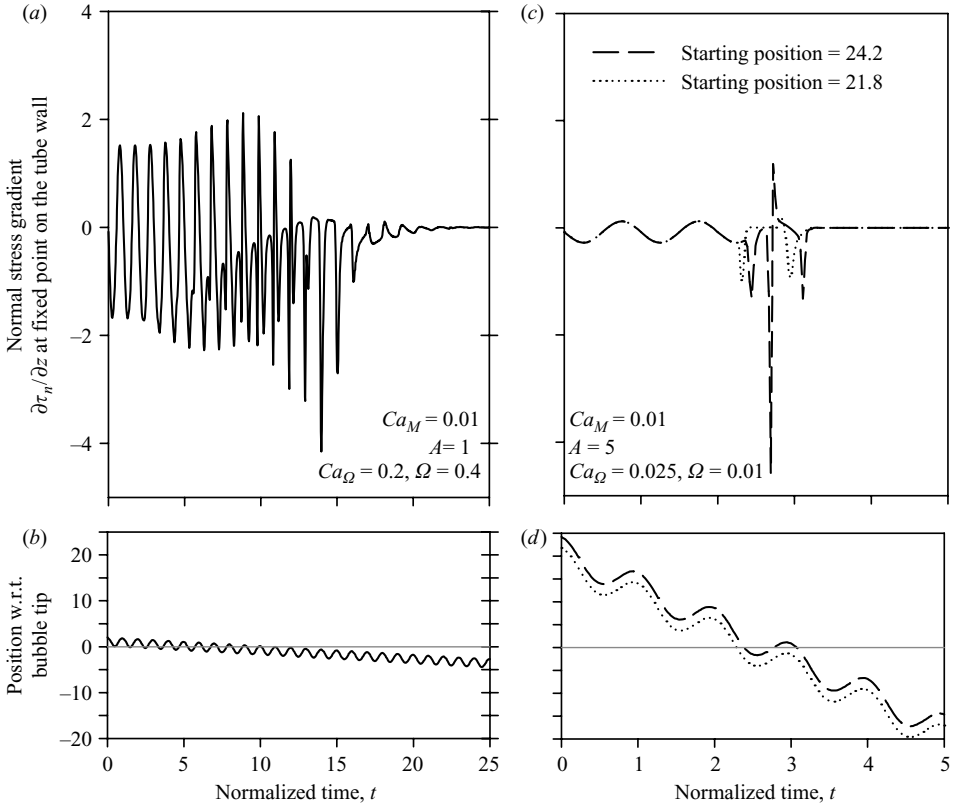 (a)
(c)
4
2
0
–2
–4
Normal stress gradient
∂τn/∂z at fixed point on the tube wall
Starting position = 24.2
Starting position = 21.8
CaM = 0.01
A = 1
CaΩ = 0.2, Ω = 0.4
CaM = 0.01
A = 5
CaΩ = 0.025, Ω = 0.01
(b)
(d)
20
10
0
–10
–20
Position w.r.t.
bubble tip
0 5 10 15 20 25
0 1 2 3 4 5
Normalized time, t
Normalized time, t